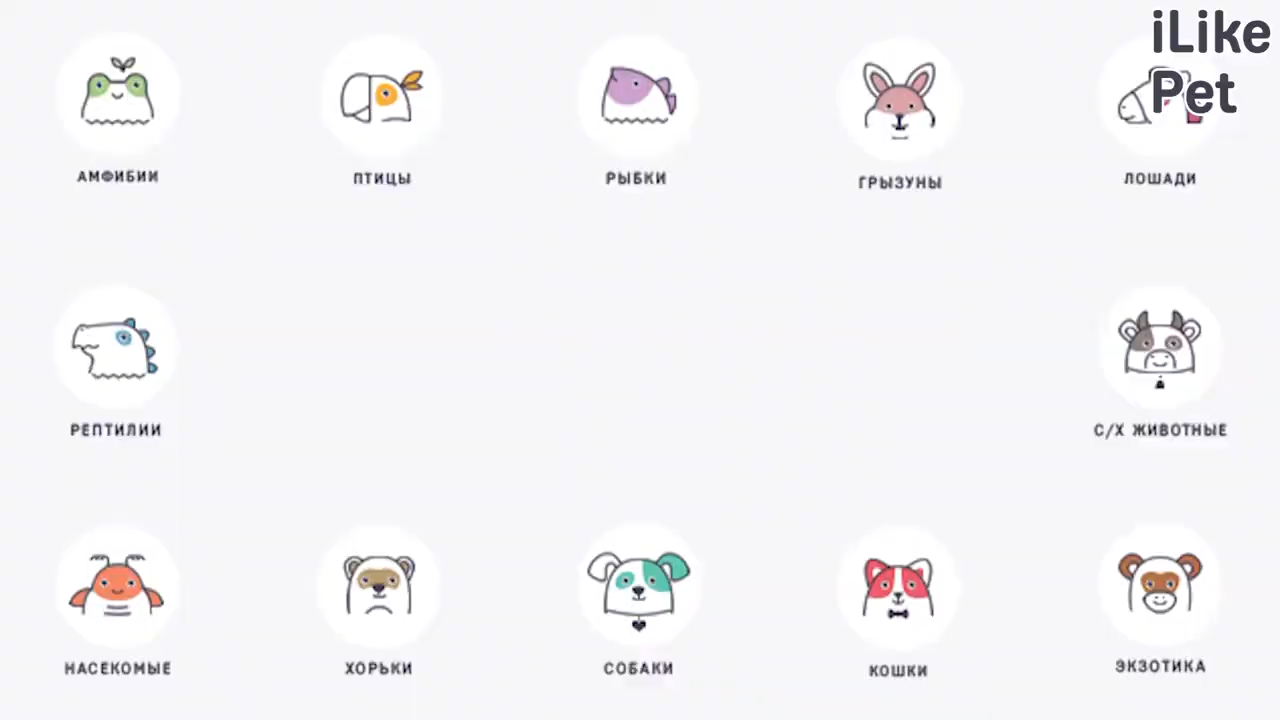 iLike
Pet
АМФИБИИ
ПТИЦЫ
РЫБКИ
ГРЫЗУНЫ
ЛОШАДИ
РЕПТИЛИИ
С/Х ЖИВОТНЫЕ
НАСЕКОМЫЕ
ХОРЬКИ
СОБАКИ
КОШКИ
ЭКЗОТИКА